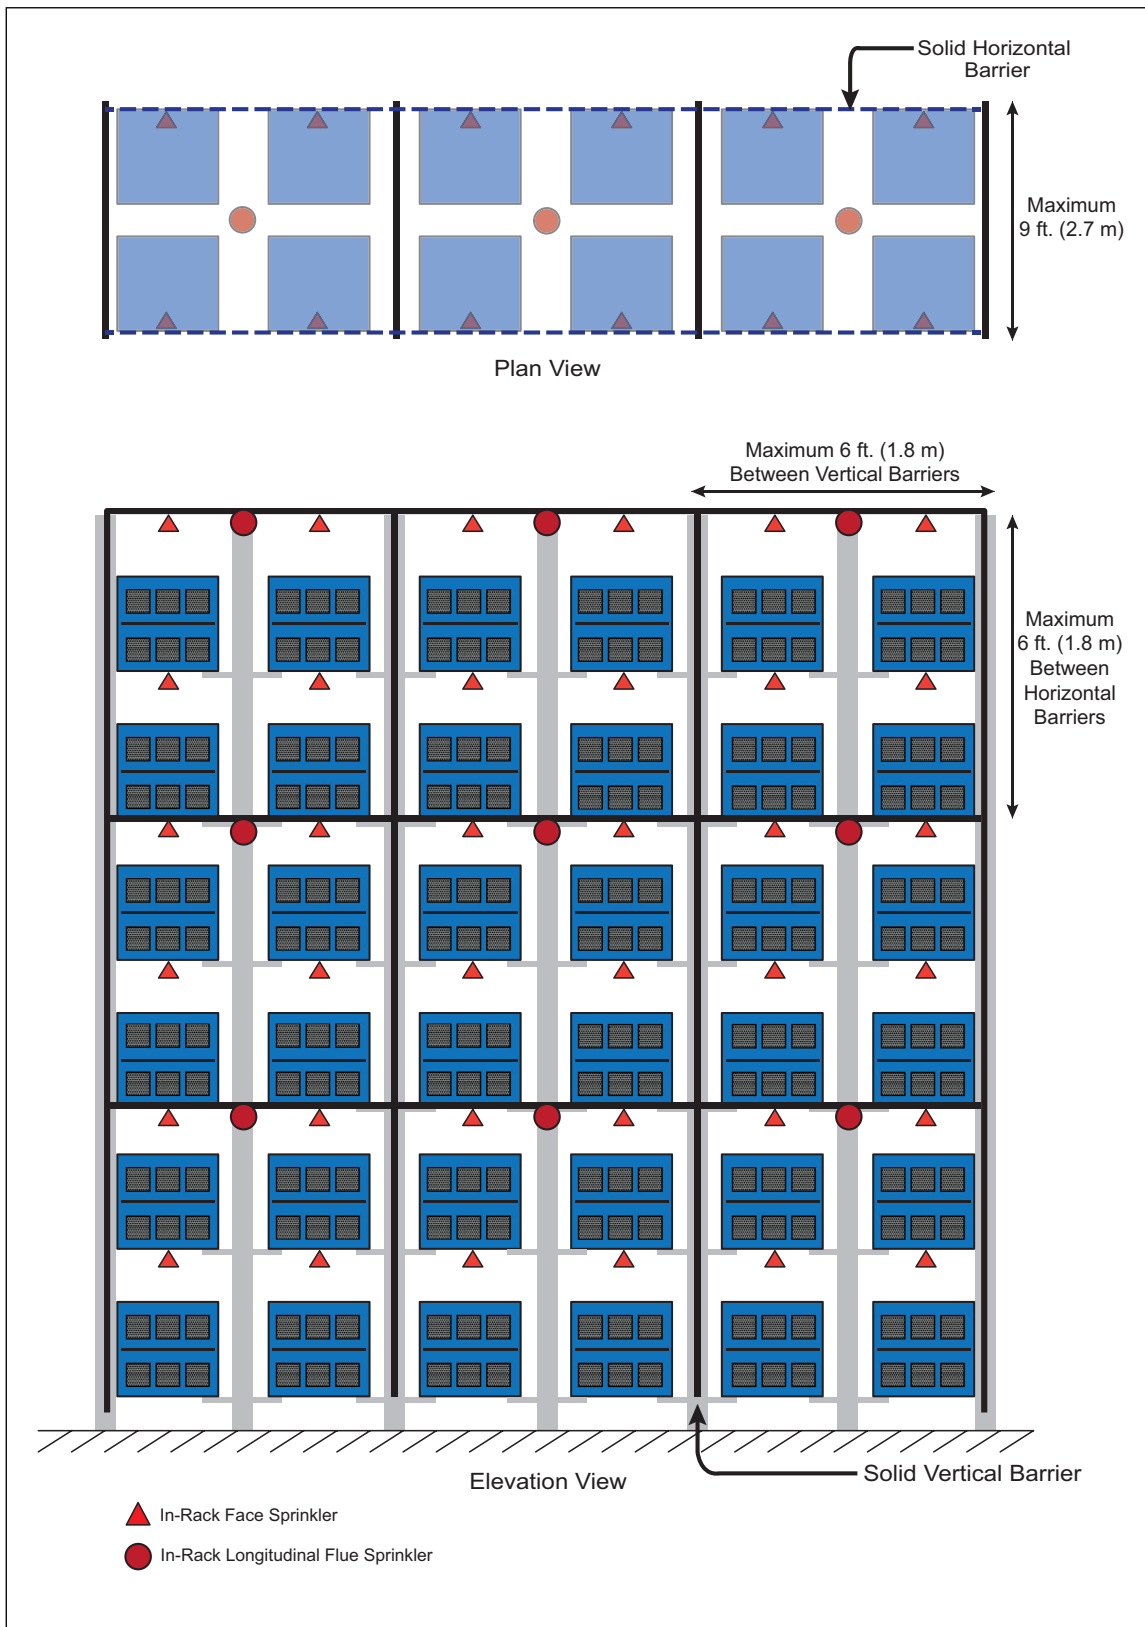 Solid Horizontal
Barrier
Maximum
9 ft. (2.7 m)
Plan View
Maximum 6 ft. (1.8 m)
Between Vertical Barriers
Maximum
6 ft. (1.8 m)
Between
Horizontal
Barriers
Elevation View
Solid Vertical Barrier
In-Rack Face Sprinkler
In-Rack Longitudinal Flue Sprinkler